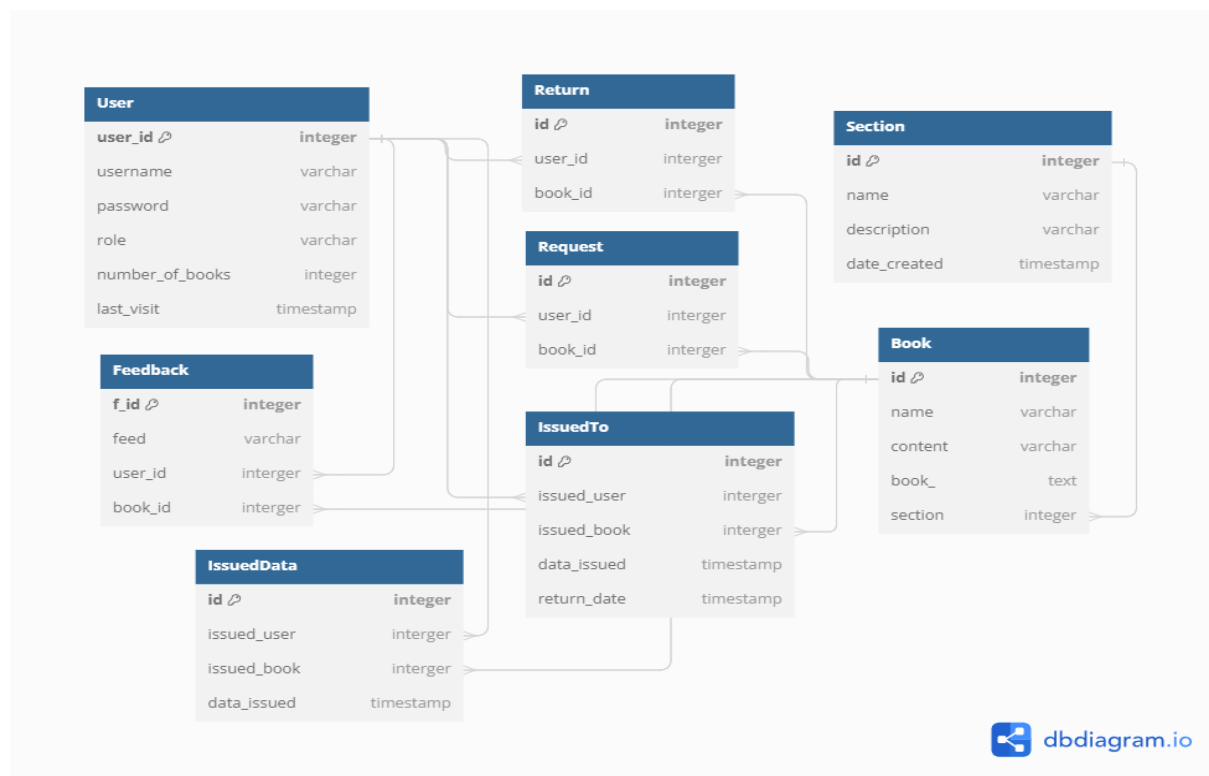 User
user_id integer
username varchar
password varchar
role varchar
number_of_books integer
last_visit timestamp
Return
id integer
user_id interger
book_id interger
Section
id integer
name varchar
description varchar
date_created timestamp
Request
id integer
user_id interger
book_id interger
Book
id integer
name varchar
content varchar
book_ text
section integer
Feedback
f_id integer
feed varchar
user_id interger
book_id interger
IssuedTo
id integer
issued_user interger
issued_book interger
data_issued timestamp
return_date timestamp
IssuedData
id integer
issued_user interger
issued_book interger
data_issued timestamp
dbdiagram.io